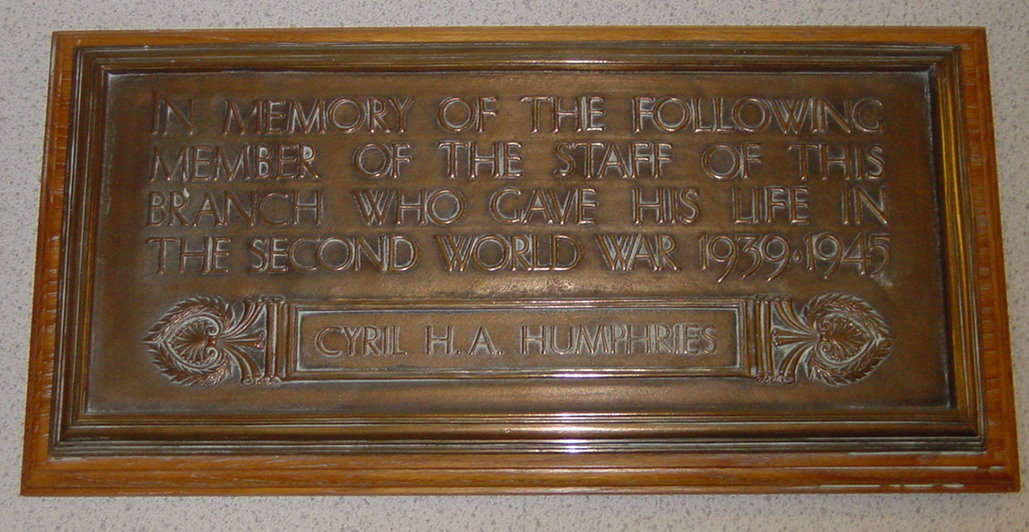 IN MEMORY OF THE FOLLOWING
MEMBER OF THE STAFF OF THIS
BRANCH WHO GAVE HIS LIFE IN
THE SECOND WORLD WAR 1939·1945
CYRIL H. A. HUMPHRIES